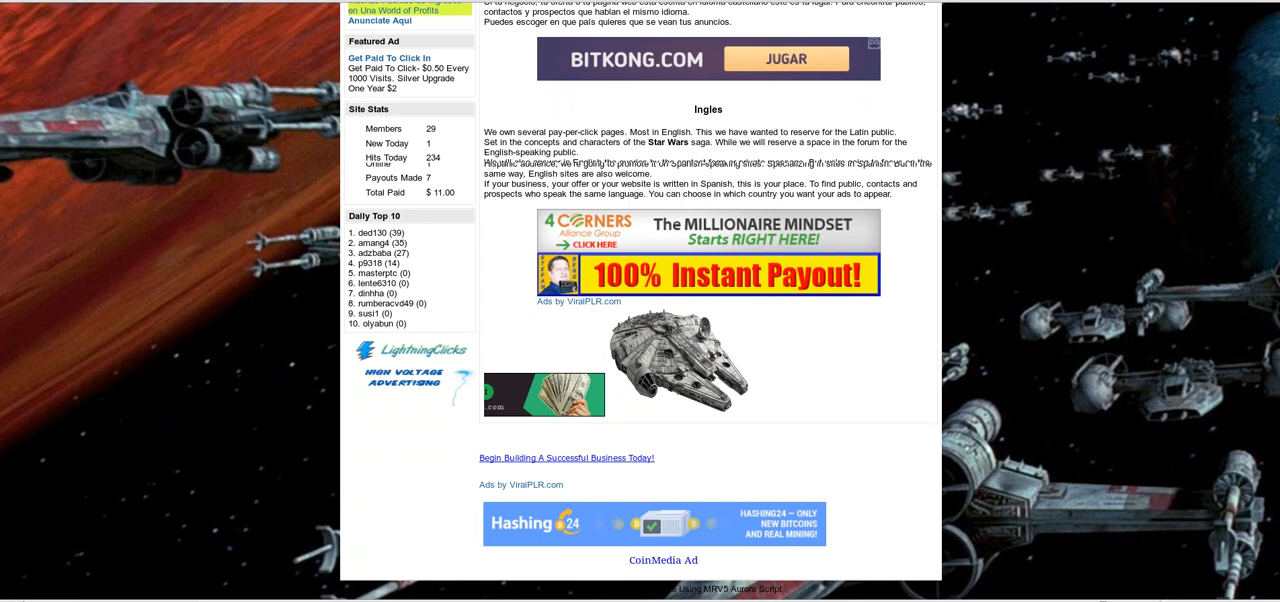 en Una World of Profits
Anunciate Aqui
Featured Ad
Get Paid To Click In
Get Paid To Click- $0.50 Every
1000 Visits. Silver Upgrade
One Year $2
Site Stats
Members 29
New Today 1
Hits Today 234
Online 1
Payouts Made 7
Total Paid $ 11.00
Daily Top 10
1. ded130 (39)
2. amang4 (35)
3. adzbaba (27)
4. p9318 (14)
5. masterptc (0)
6. lente6310 (0)
7. dinhha (0)
8. rumberacvd49 (0)
9. susi1 (0)
10. olyabun (0)
LightningClicks
HIGH VOLTAGE
ADVERTISING
contactos y prospectos que hablan el mismo idioma.
Puedes escoger en que país quieres que se vean tus anuncios.
BITKONG.COM JUGAR
Ingles
We own several pay-per-click pages. Most in English. This we have wanted to reserve for the Latin public.
Set in the concepts and characters of the Star Wars saga. While we will reserve a space in the forum for the
English-speaking public.
same way, English sites are also welcome.
If your business, your offer or your website is written in Spanish, this is your place. To find public, contacts and
prospects who speak the same language. You can choose in which country you want your ads to appear.
4 CORNERS
Alliance Group
CLICK HERE
The MILLIONAIRE MINDSET
Starts RIGHT HERE!
STEFAN BERG
100% Instant Payout!
Ads by ViralPLR.com
.com
Begin Building A Successful Business Today!
Ads by ViralPLR.com
Hashing24
HASHING24 – ONLY
NEW BITCOINS
AND REAL MINING!
CoinMedia Ad
Using MRV5 Aurora Script